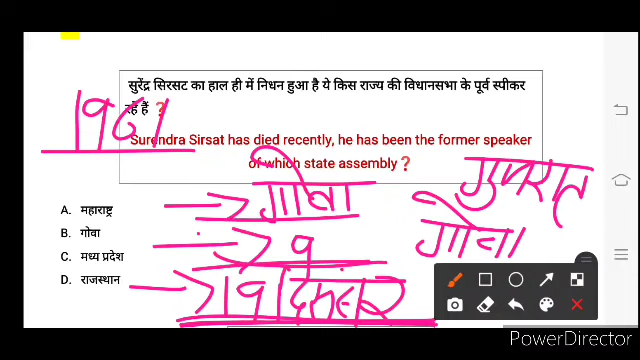 सुरेंद्र सिरसट का हाल ही में निधन हुआ है ये किस राज्य की विधानसभा के पूर्व स्पीकर
रहे हैं ?
1961
Surendra Sirsat has died recently, he has been the former speaker
of which state assembly?
गुजरात
गोवा
A. महाराष्ट्र
B. गोवा
गोवा
C. मध्य प्रदेश
D. राजस्थान
दिसंबर
PowerDirector